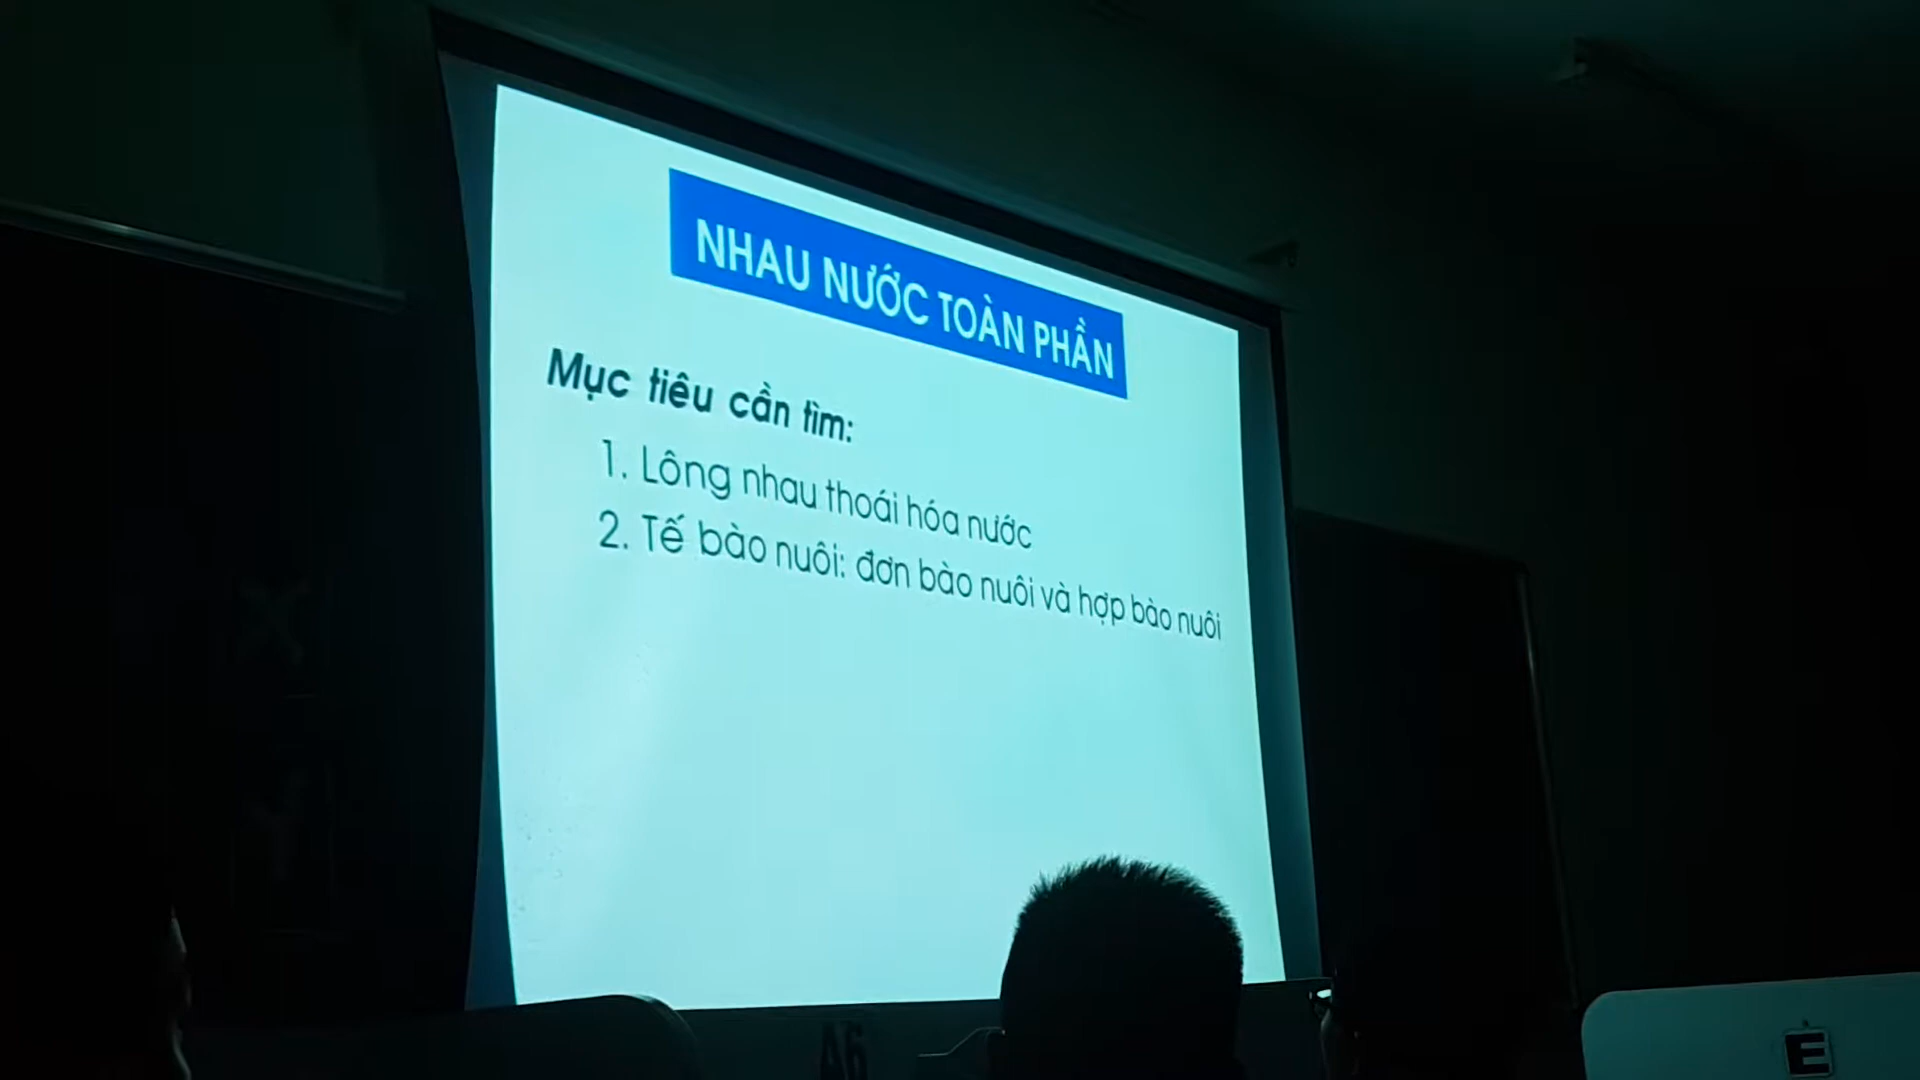 NHAU NƯỚC TOÀN PHẦN
Mục tiêu cần tìm:
1. Lông nhau thoái hóa nước
2. Tế bào nuôi: đơn bào nuôi và hợp bào nuôi
A6
E